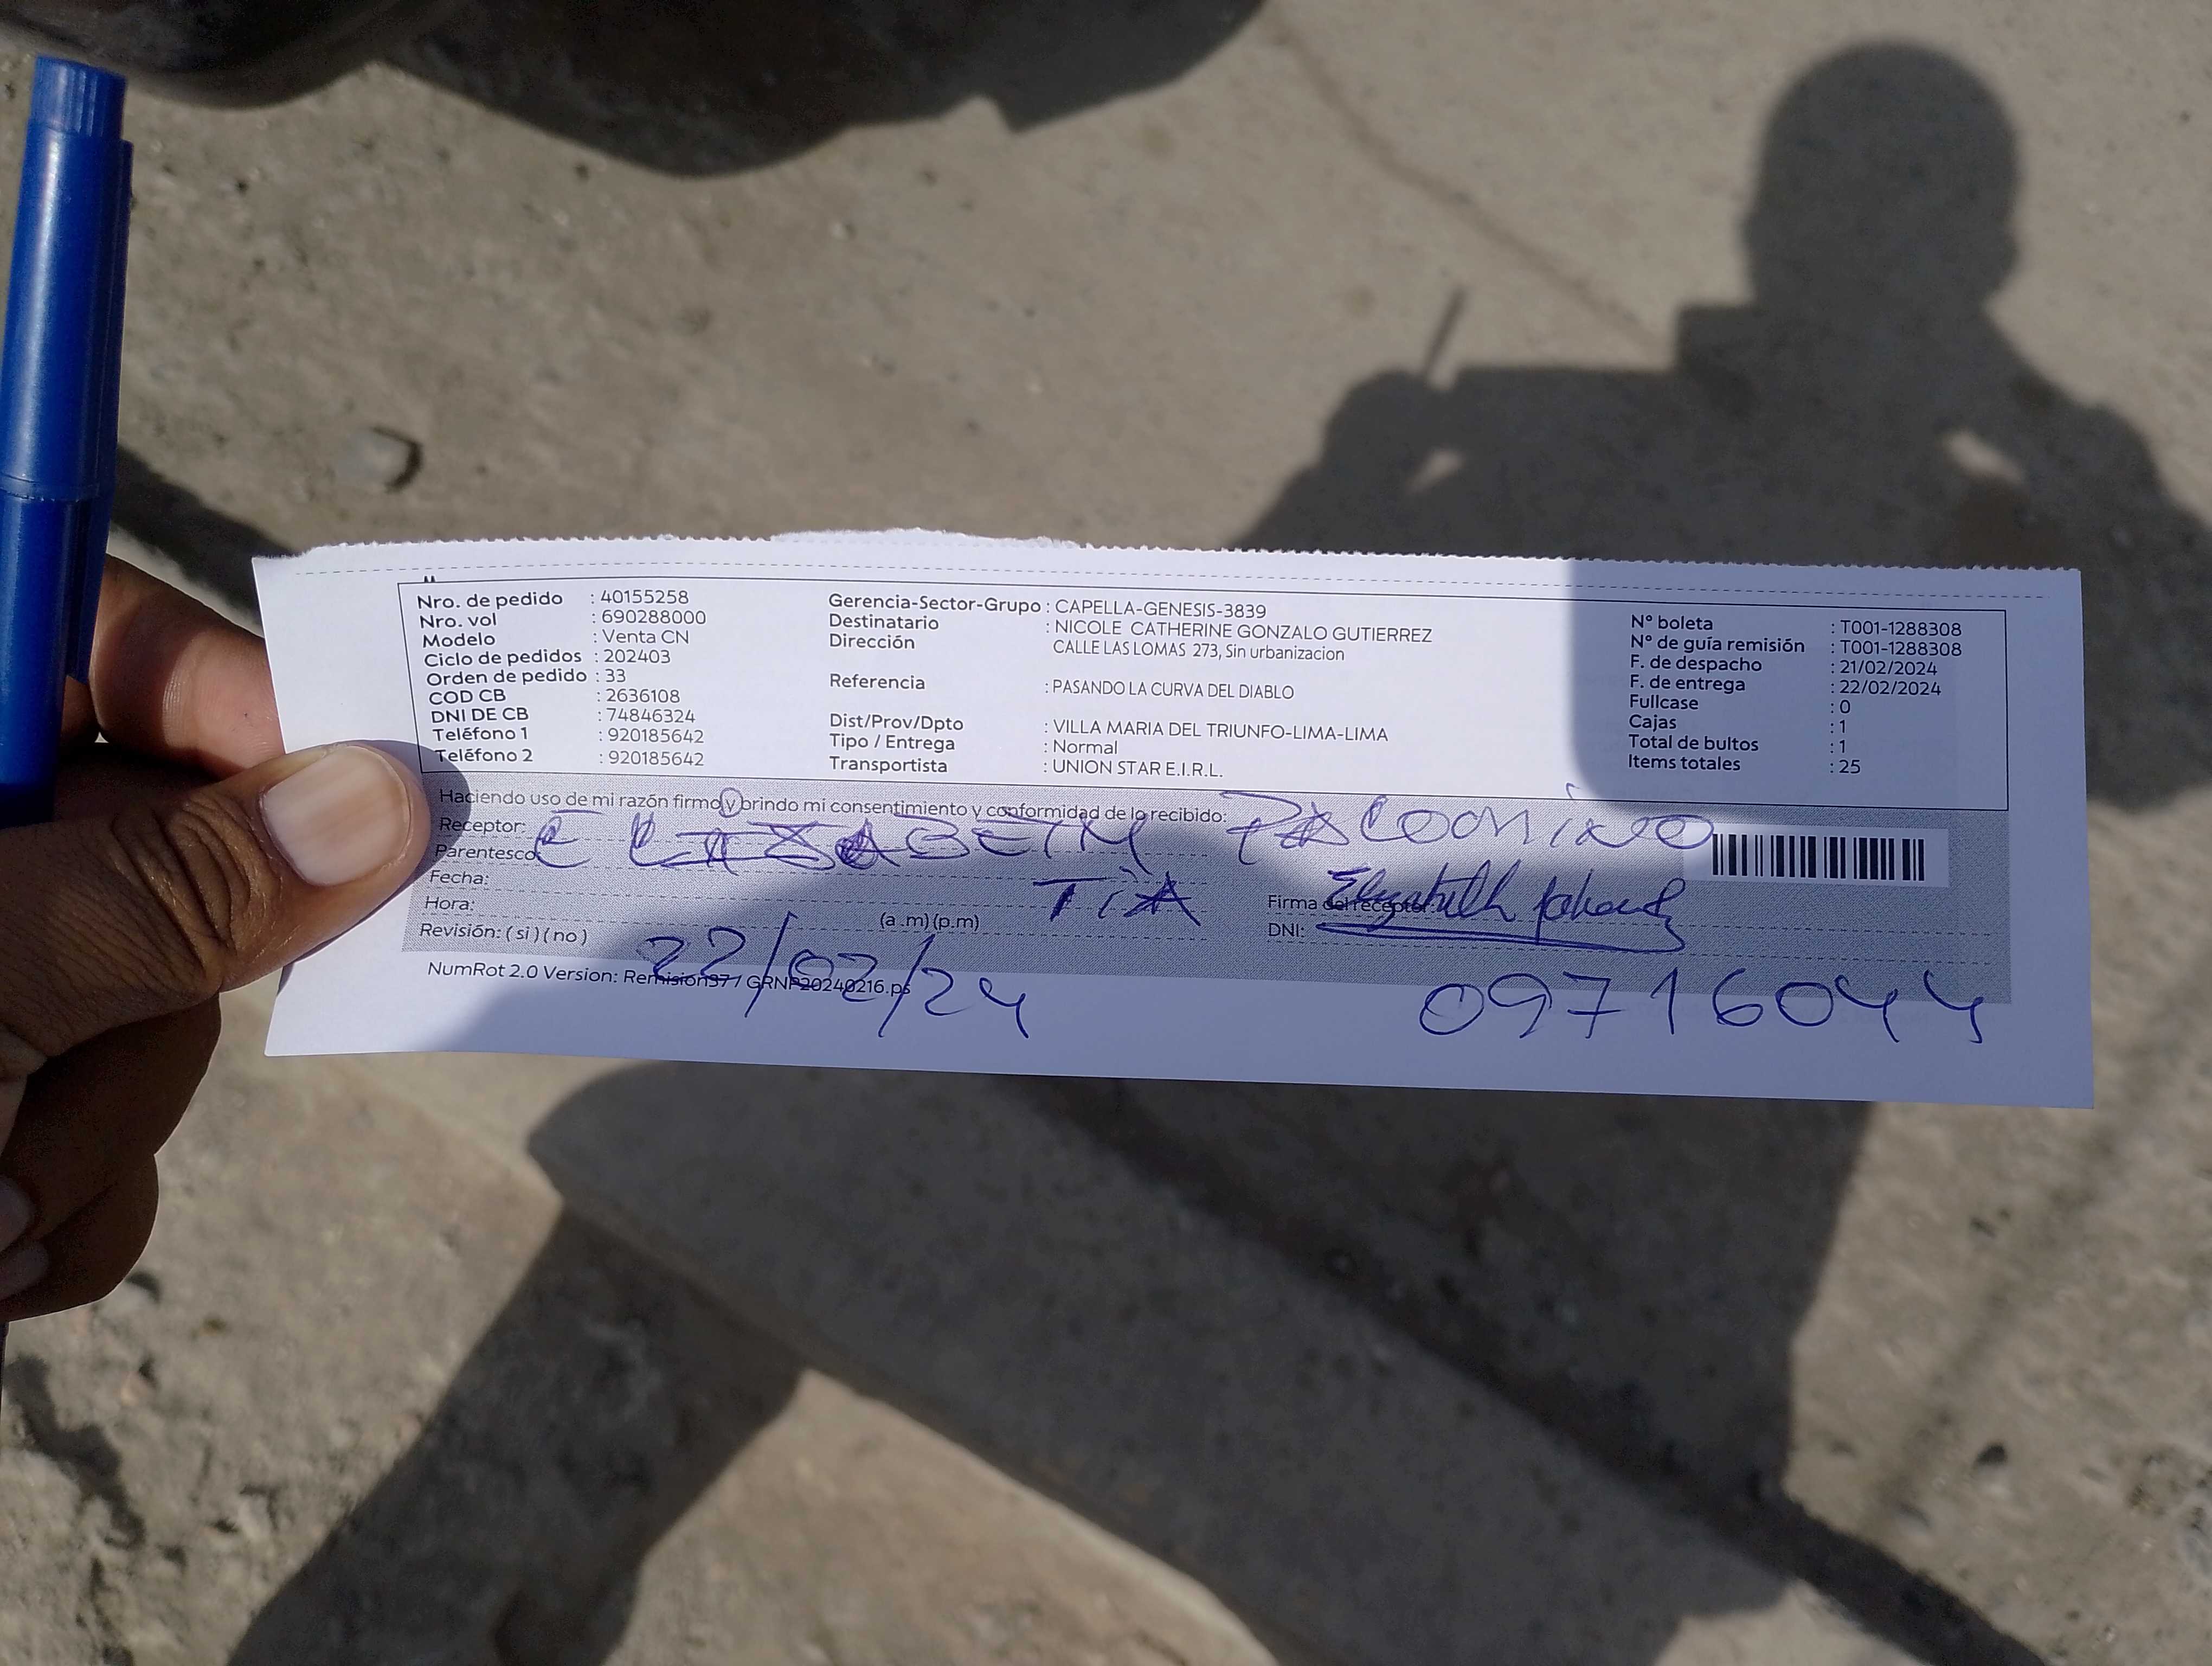 Nro. de pedido : 40155258
Nro. vol : 690288000
Modelo : Venta CN
Ciclo de pedidos : 202403
Orden de pedido : 33
COD CB : 2636108
DNI DE CB : 74846324
Teléfono 1 : 920185642
Teléfono 2 : 920185642
Gerencia-Sector-Grupo : CAPELLA-GENESIS-3839
Destinatario : NICOLE CATHERINE GONZALO GUTIERREZ
Dirección CALLE LAS LOMAS 273, Sin urbanizacion
Referencia : PASANDO LA CURVA DEL DIABLO
Dist/Prov/Dpto : VILLA MARIA DEL TRIUNFO-LIMA-LIMA
Tipo / Entrega : Normal
Transportista : UNION STAR E.I.R.L.
N° boleta : T001-1288308
N° de guía remisión : T001-1288308
F. de despacho : 21/02/2024
F. de entrega : 22/02/2024
Fullcase : 0
Cajas : 1
Total de bultos : 1
Items totales : 25
Haciendo uso de mi razón firmo y brindo mi consentimiento y conformidad de lo recibido:
Receptor:
Parentesco:
TIA
Fecha:
Hora: (a .m) (p.m)
Revisión: ( si ) ( no )
22/02/24
Firma del receptor:
DNI:
09716044
NumRot 2.0 Version: Remision37 / GRNP20240216.ps